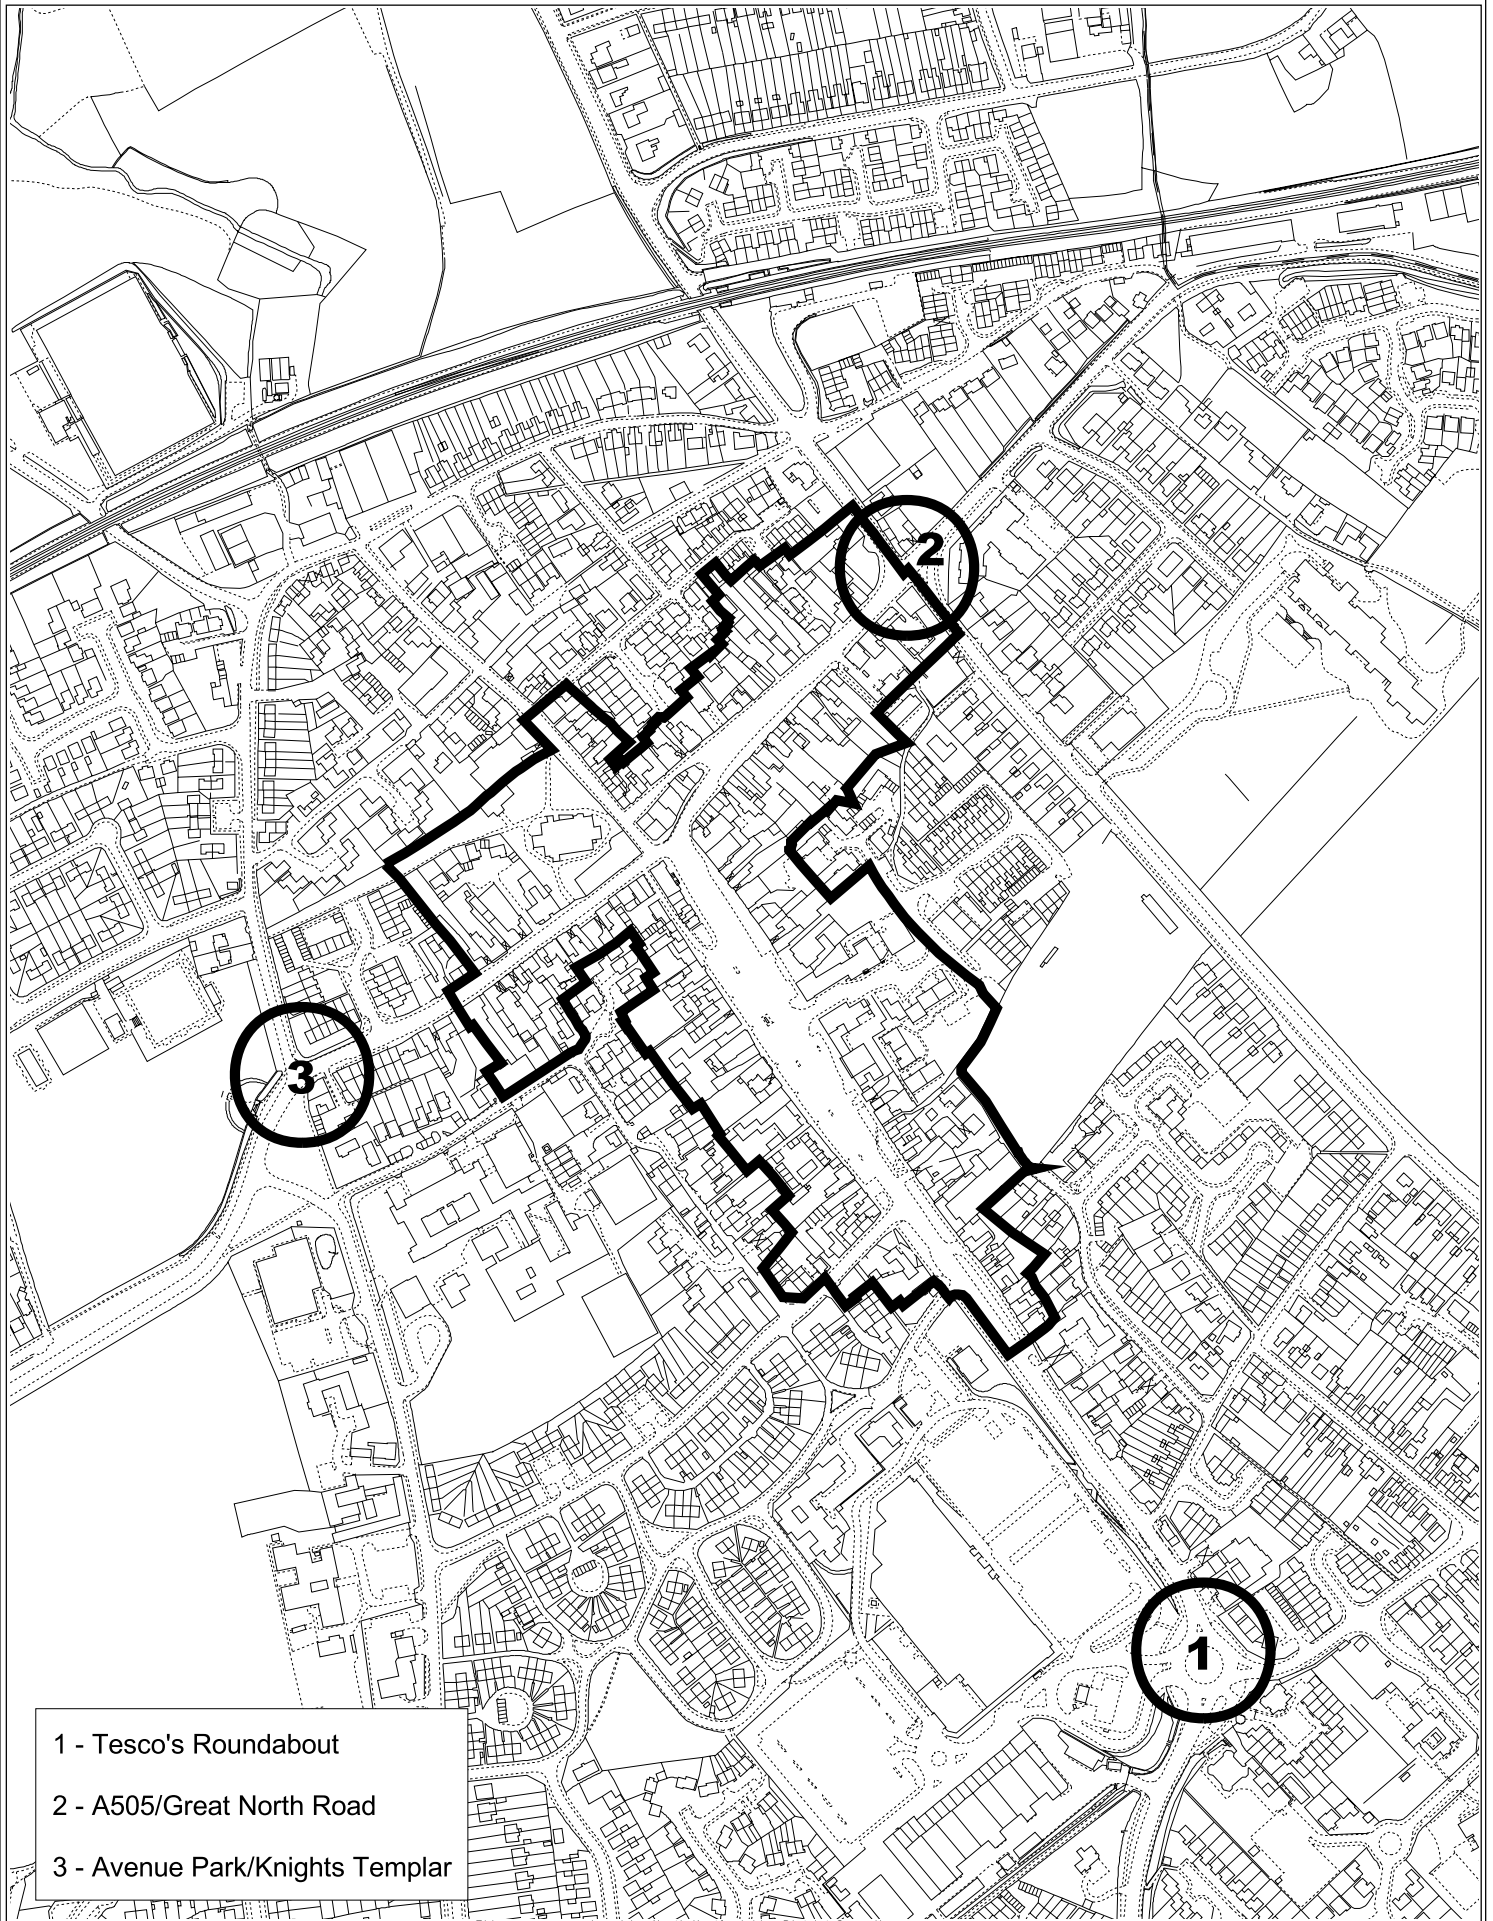 2
3
1
1 - Tesco's Roundabout
2 - A505/Great North Road
3 - Avenue Park/Knights Templar